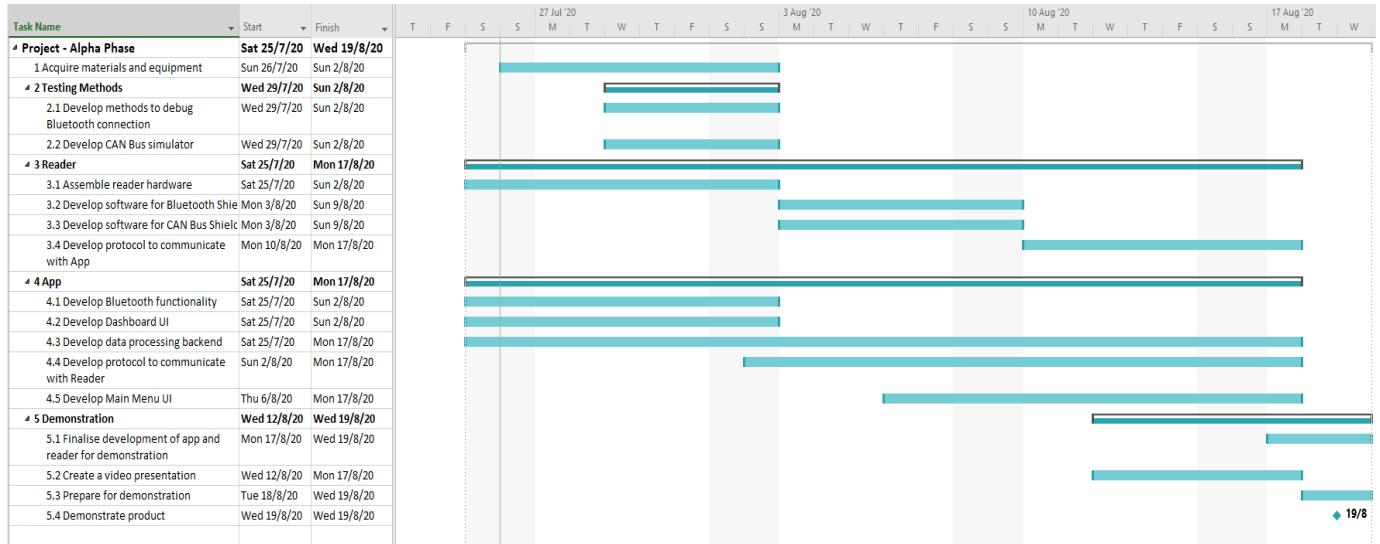 27 Jul '20 3 Aug '20 10 Aug '20 17 Aug '20
Task Name Start Finish T F S S M T W T F S S M T W T F S S M T W T F S S M T W
Project - Alpha Phase Sat 25/7/20 Wed 19/8/20
1 Acquire materials and equipment Sun 26/7/20 Sun 2/8/20
2 Testing Methods Wed 29/7/20 Sun 2/8/20
2.1 Develop methods to debug Wed 29/7/20 Sun 2/8/20
Bluetooth connection
2.2 Develop CAN Bus simulator Wed 29/7/20 Sun 2/8/20
3 Reader Sat 25/7/20 Mon 17/8/20
3.1 Assemble reader hardware Sat 25/7/20 Sun 2/8/20
3.2 Develop software for Bluetooth Shie Mon 3/8/20 Sun 9/8/20
3.3 Develop software for CAN Bus Shield Mon 3/8/20 Sun 9/8/20
3.4 Develop protocol to communicate Mon 10/8/20 Mon 17/8/20
with App
4 App Sat 25/7/20 Mon 17/8/20
4.1 Develop Bluetooth functionality Sat 25/7/20 Sun 2/8/20
4.2 Develop Dashboard UI Sat 25/7/20 Sun 2/8/20
4.3 Develop data processing backend Sat 25/7/20 Mon 17/8/20
4.4 Develop protocol to communicate Sun 2/8/20 Mon 17/8/20
with Reader
4.5 Develop Main Menu UI Thu 6/8/20 Mon 17/8/20
5 Demonstration Wed 12/8/20 Wed 19/8/20
5.1 Finalise development of app and Mon 17/8/20 Wed 19/8/20
reader for demonstration
5.2 Create a video presentation Wed 12/8/20 Mon 17/8/20
5.3 Prepare for demonstration Tue 18/8/20 Wed 19/8/20
5.4 Demonstrate product Wed 19/8/20 Wed 19/8/20 19/8